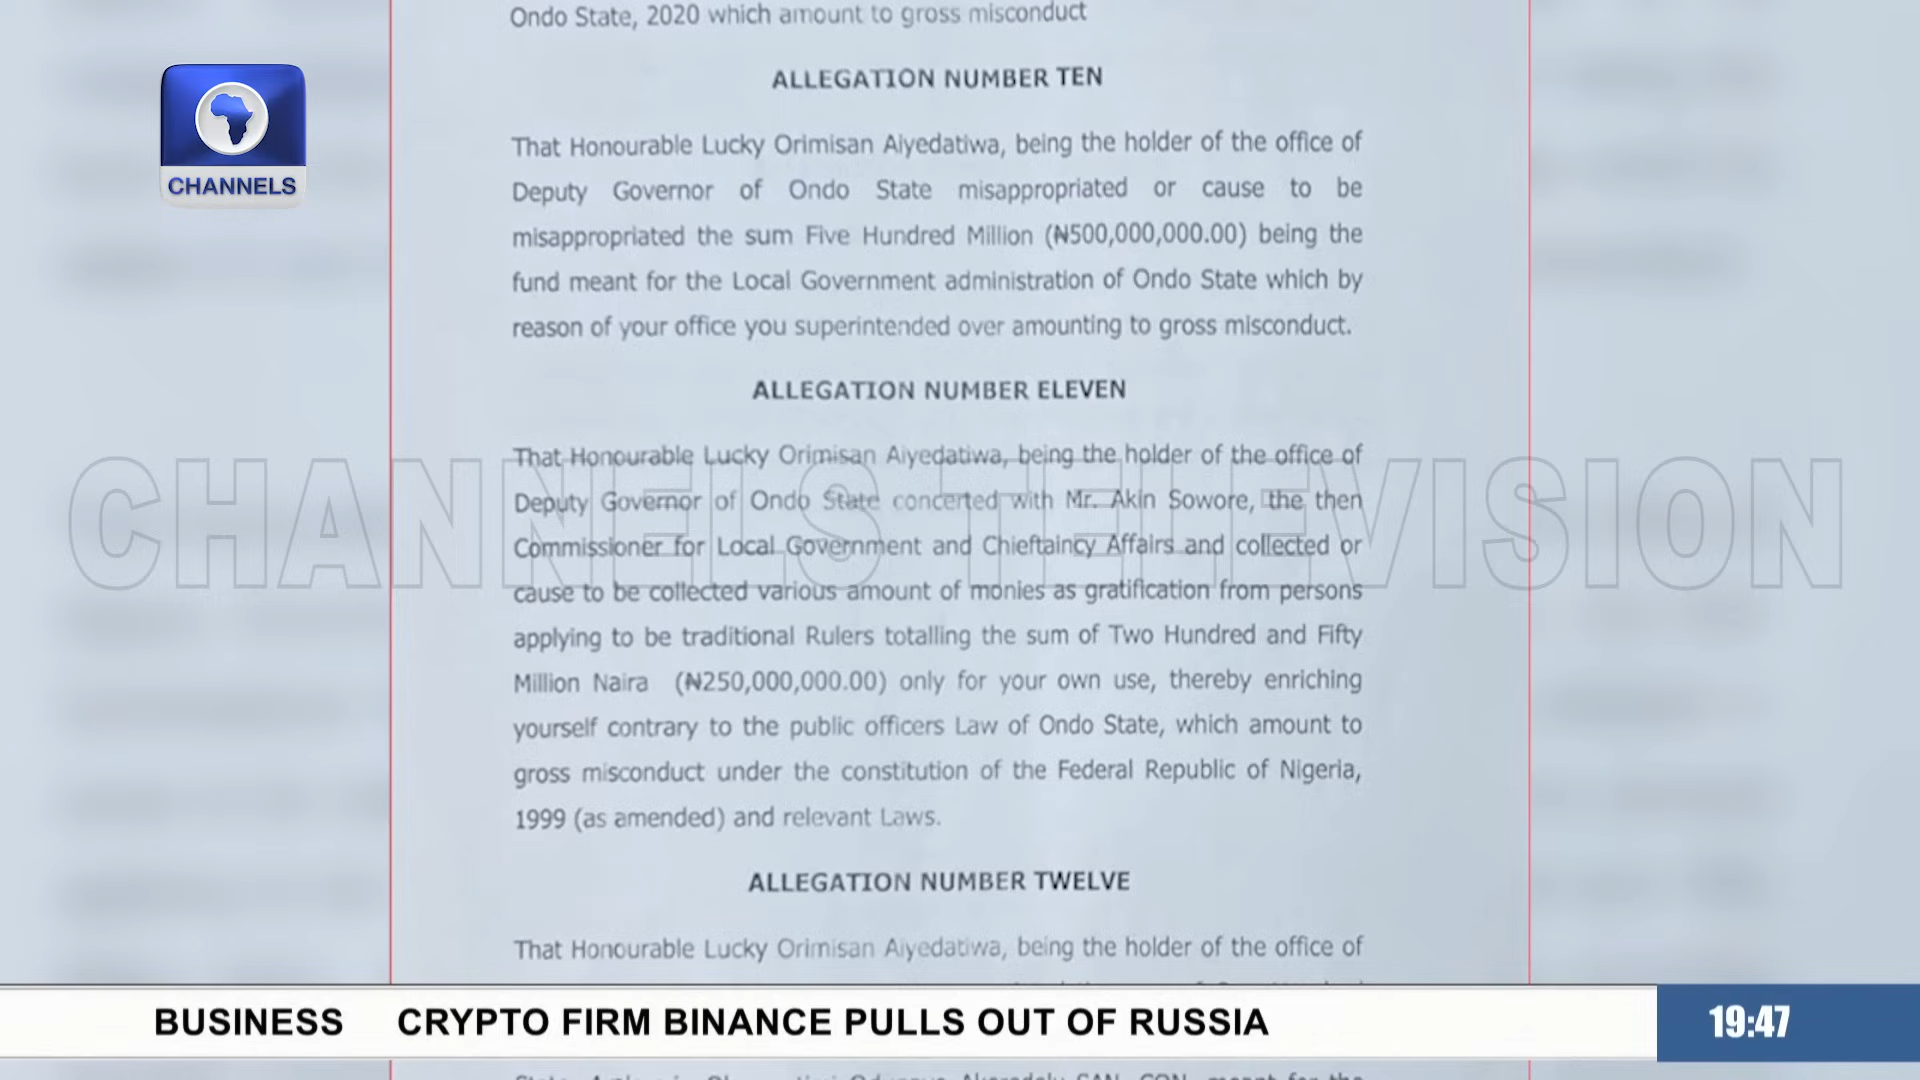 Ondo State, 2020 which amount to gross misconduct
ALLEGATION NUMBER TEN
That Honourable Lucky Orimisan Aiyedatiwa, being the holder of the office of
Deputy Governor of Ondo State misappropriated or cause to be
misappropriated the sum Five Hundred Million (₦500,000,000.00) being the
fund meant for the Local Government administration of Ondo State which by
reason of your office you superintended over amounting to gross misconduct.
ALLEGATION NUMBER ELEVEN
That Honourable Lucky Orimisan Aiyedatiwa, being the holder of the office of
Deputy Governor of Ondo State concerted with Mr. Akin Sowore, the then
Commissioner for Local Government and Chieftaincy Affairs and collected or
cause to be collected various amount of monies as gratification from persons
applying to be traditional Rulers totalling the sum of Two Hundred and Fifty
Million Naira (₦250,000,000.00) only for your own use, thereby enriching
yourself contrary to the public officers Law of Ondo State, which amount to
gross misconduct under the constitution of the Federal Republic of Nigeria,
1999 (as amended) and relevant Laws.
ALLEGATION NUMBER TWELVE
That Honourable Lucky Orimisan Aiyedatiwa, being the holder of the office of
CHANNELS
CHANNELS TELEVISION
BUSINESS CRYPTO FIRM BINANCE PULLS OUT OF RUSSIA
19:47